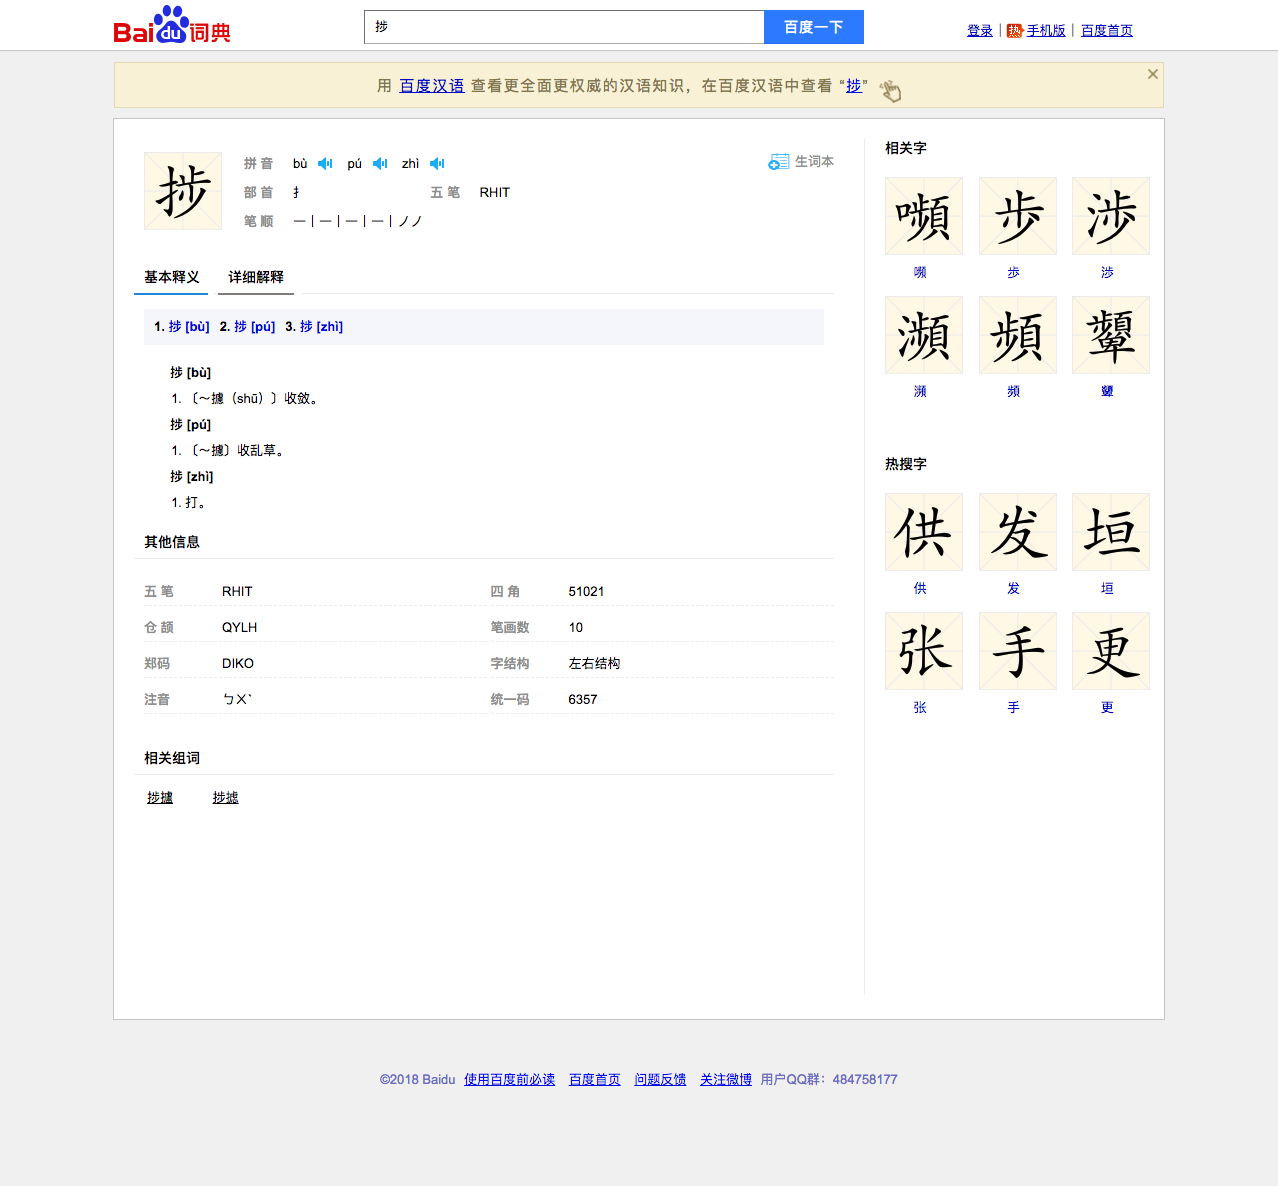 Bai du 词典
捗
百度一下
登录 | 热 手机版 | 百度首页
用 百度汉语 查看更全面更权威的汉语知识，在百度汉语中查看 “捗”
捗
拼 音 bù pú zhì
生词本
部 首 扌 五 笔 RHIT
笔 顺 一丨一丨一丨一丨ノノ
基本释义 详细解释
1. 捗 [bù] 2. 捗 [pú] 3. 捗 [zhì]
捗 [bù]
1. 〔～攄（shū）〕收敛。
捗 [pú]
1. 〔～攄〕收乱草。
捗 [zhì]
1. 打。
其他信息
五 笔 RHIT 四 角 51021
仓 颉 QYLH 笔画数 10
郑码 DIKO 字结构 左右结构
注音 ㄅㄨˋ 统一码 6357
相关组词
捗攄 捗摅
相关字
嚬 步 渉
嚬 歩 渉
瀕 頻 顰
瀕 頻 顰
热搜字
供 发 垣
供 发 垣
张 手 更
张 手 更
©2018 Baidu 使用百度前必读 百度首页 问题反馈 关注微博 用户QQ群：484758177